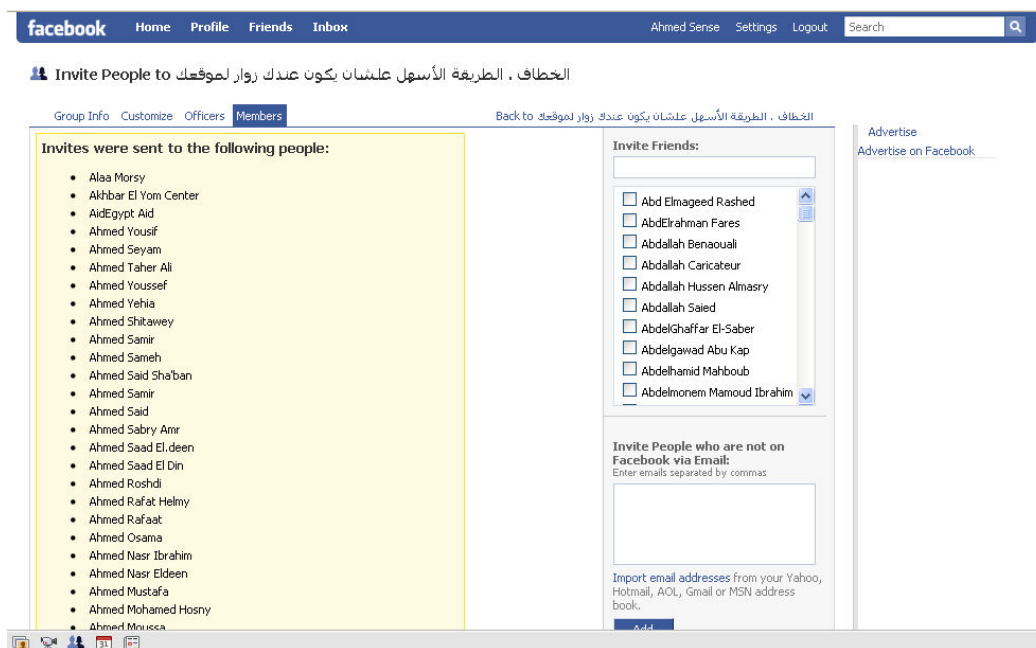 facebook Home Profile Friends Inbox Ahmed Sense Settings Logout Search
Invite People to الخطاف . الطريقة الأسهل علشان يكون عندك زوار لموقعك
Group Info Customize Officers Members
Back to الخطاف . الطريقة الأسهل علشان يكون عندك زوار لموقعك
Invites were sent to the following people:
Alaa Morsy
Akhbar El Yom Center
AidEgypt Aid
Ahmed Yousif
Ahmed Seyam
Ahmed Taher Ali
Ahmed Youssef
Ahmed Yehia
Ahmed Shitawey
Ahmed Samir
Ahmed Sameh
Ahmed Said Sha'ban
Ahmed Samir
Ahmed Said
Ahmed Sabry Amr
Ahmed Saad El.deen
Ahmed Saad El Din
Ahmed Roshdi
Ahmed Rafat Helmy
Ahmed Rafaat
Ahmed Osama
Ahmed Nasr Ibrahim
Ahmed Nasr Eldeen
Ahmed Mustafa
Ahmed Mohamed Hosny
Ahmed Moussa
Invite Friends:
Abd Elmageed Rashed
AbdElrahman Fares
Abdallah Benaouali
Abdallah Caricateur
Abdallah Hussen Almasry
Abdallah Saied
AbdelGhaffar El-Saber
Abdelgawad Abu Kap
Abdelhamid Mahboub
Abdelmonem Mamoud Ibrahim
Invite People who are not on
Facebook via Email:
Enter emails separated by commas
Import email addresses from your Yahoo,
Hotmail, AOL, Gmail or MSN address
book.
Add
Advertise
Advertise on Facebook
31